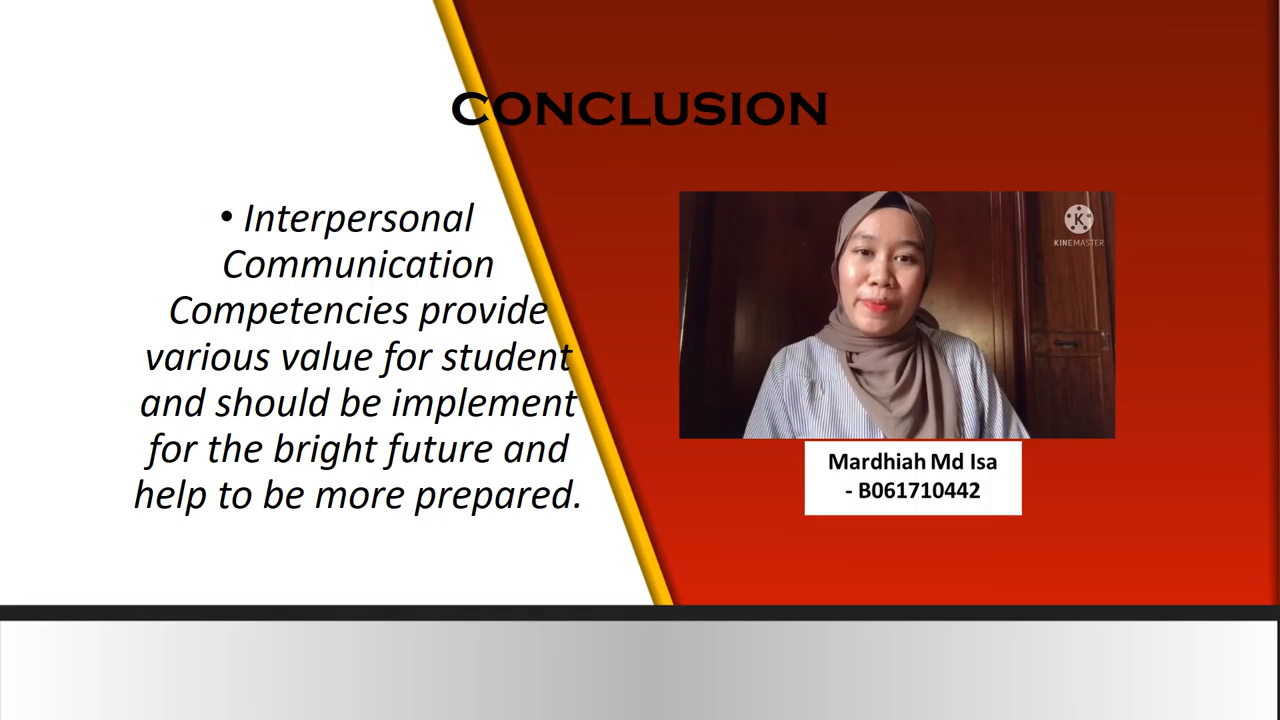 CONCLUSION
• Interpersonal
Communication
Competencies provide
various value for student
and should be implement
for the bright future and
help to be more prepared.
K
KINEMASTER
Mardhiah Md Isa
- B061710442